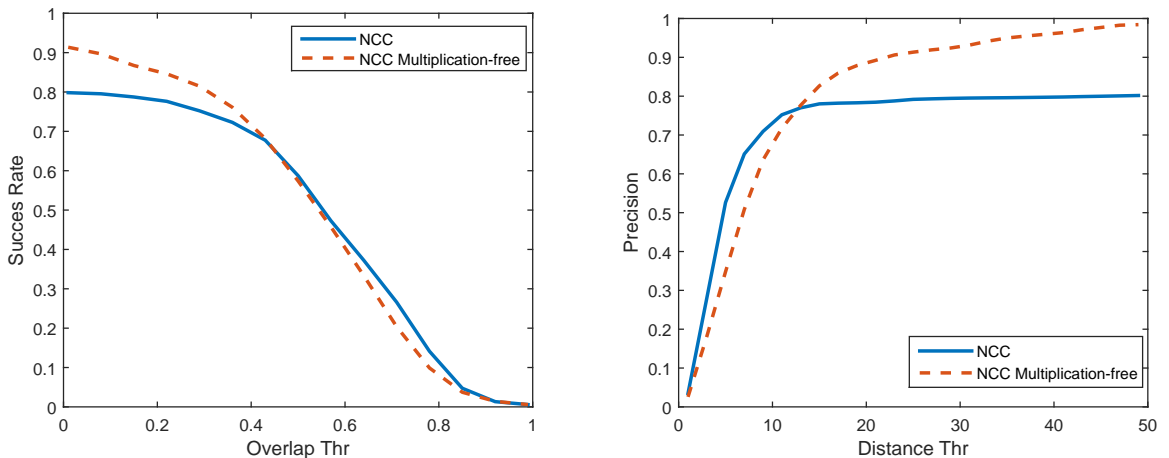 1
0.9
0.8
0.7
0.6
0.5
0.4
0.3
0.2
0.1
0
Succes Rate
NCC
NCC Multiplication-free
0 0.2 0.4 0.6 0.8 1
Overlap Thr
1
0.9
0.8
0.7
0.6
0.5
0.4
0.3
0.2
0.1
0
Precision
NCC
NCC Multiplication-free
0 10 20 30 40 50
Distance Thr